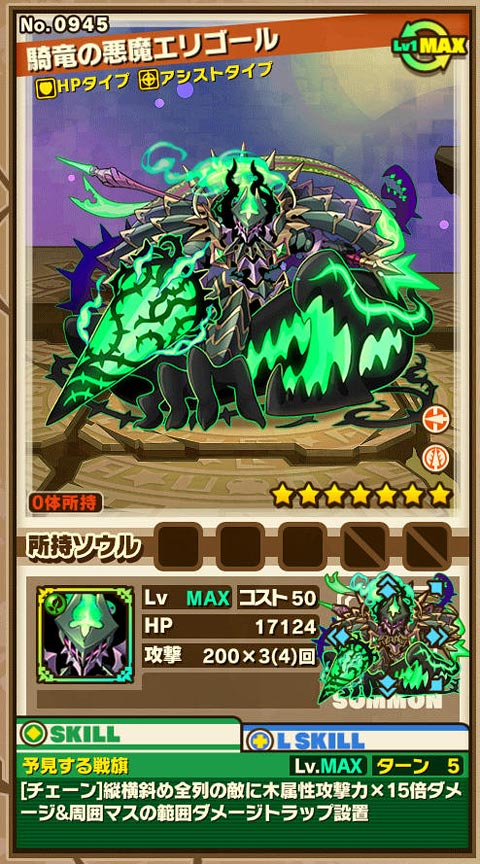 No.0945
騎竜の悪魔エリゴール
Lv1 MAX
HPタイプ アシストタイプ
0体所持
所持ソウル
Lv MAX コスト 50
HP 17124
攻撃 200×3(4)回
SUMMON
SKILL
L SKILL
予見する戦旗 Lv.MAX ターン 5
[チェーン]縦横斜め全列の敵に木属性攻撃力×15倍ダメ
ージ&周囲マスの範囲ダメージトラップ設置